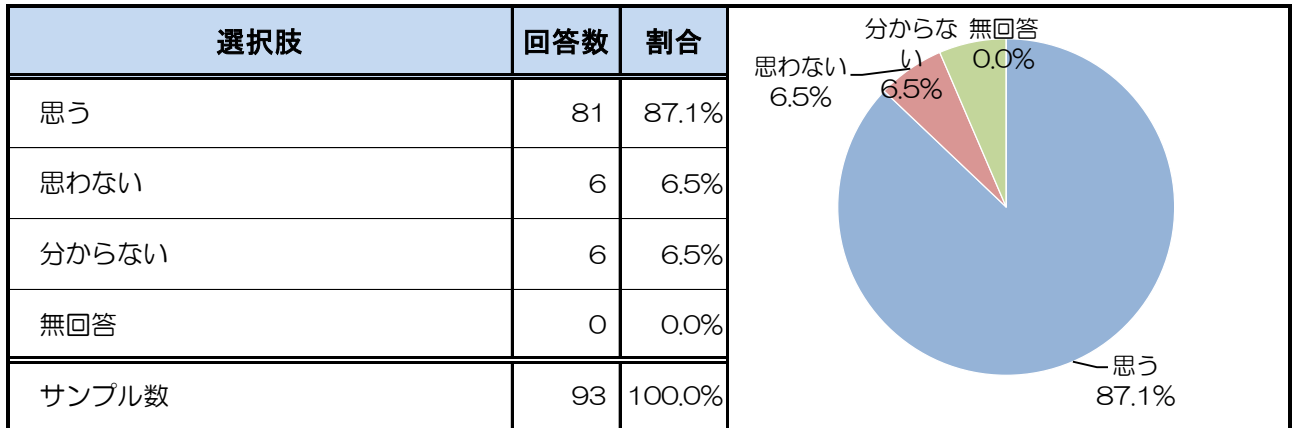 選択肢 回答数 割合
思う 81 87.1%
思わない 6 6.5%
分からない 6 6.5%
無回答 0 0.0%
サンプル数 93 100.0%
分からな
い
6.5%
無回答
0.0%
思わない
6.5%
思う
87.1%